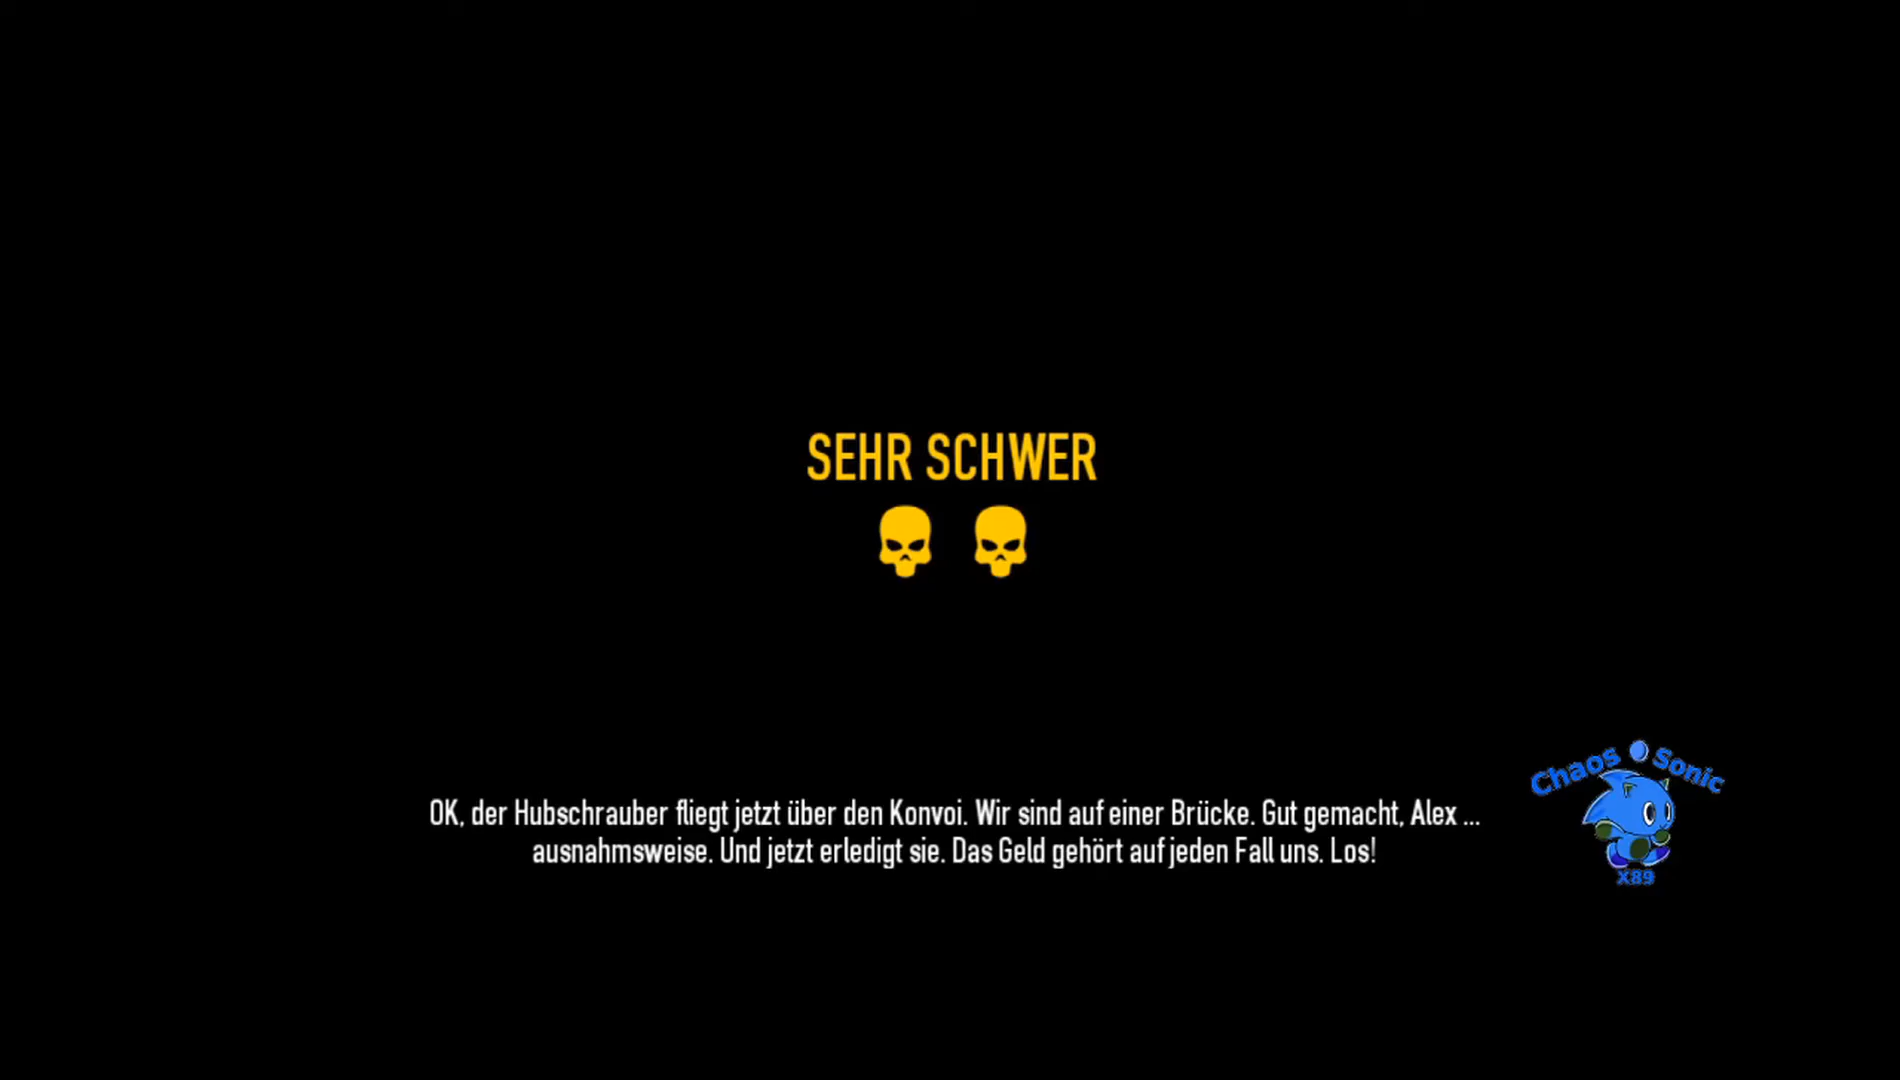 SEHR SCHWER
Chaos Sonic
OK, der Hubschrauber fliegt jetzt über den Konvoi. Wir sind auf einer Brücke. Gut gemacht, Alex ...
ausnahmsweise. Und jetzt erledigt sie. Das Geld gehört auf jeden Fall uns. Los!
X89